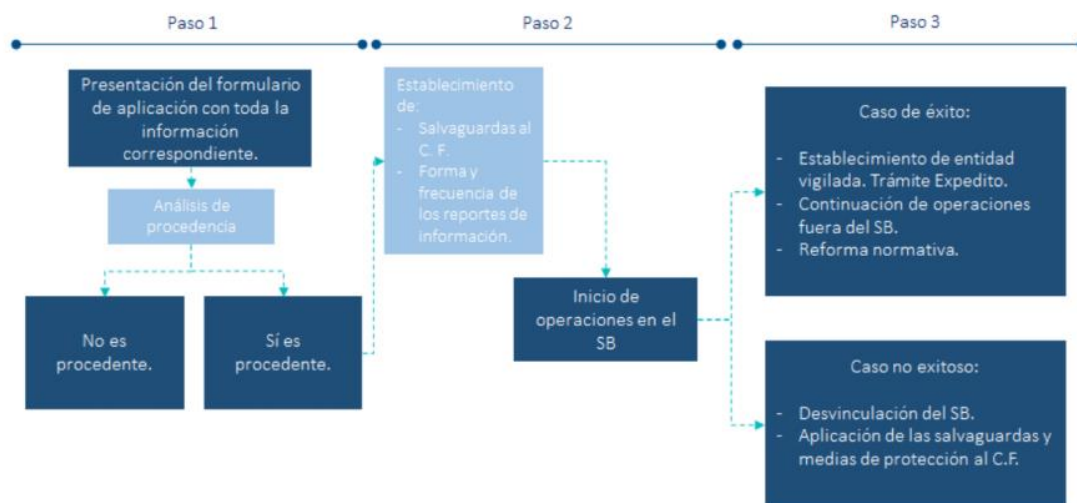 Paso 1
Paso 2
Paso 3
Presentación del formulario
de aplicación con toda la
información
correspondiente.
Análisis de
procedencia
No es
procedente.
Sí es
procedente.
Establecimiento
de:
- Salvaguardas al
C. F.
- Forma y
frecuencia de
los reportes de
información.
Inicio de
operaciones en el
SB
Caso de éxito:
- Establecimiento de entidad
vigilada. Trámite Expedito.
- Continuación de operaciones
fuera del SB.
- Reforma normativa.
Caso no exitoso:
- Desvinculación del SB.
- Aplicación de las salvaguardas y
medias de protección al C.F.